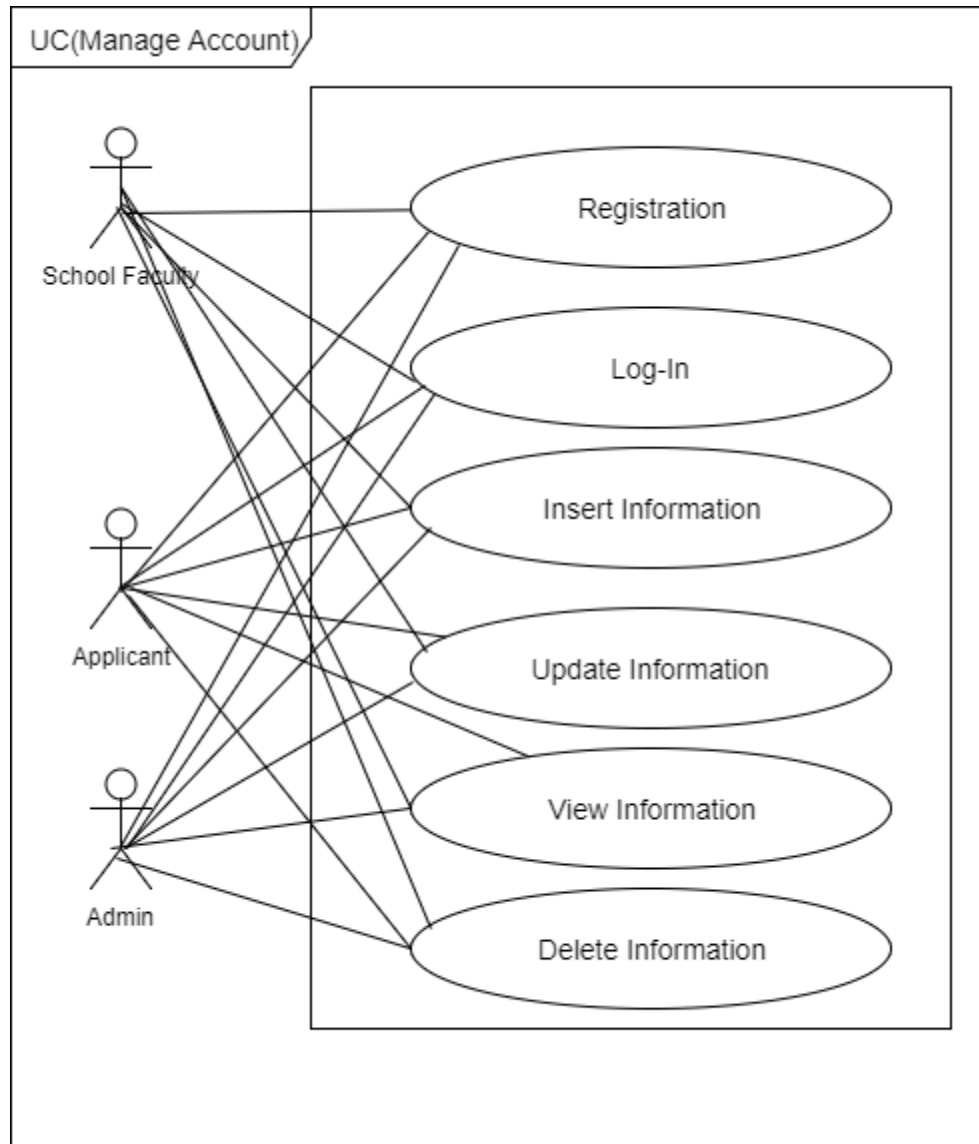 UC(Manage Account)
Registration
School Faculty
Log-In
Insert Information
Applicant
Update Information
View Information
Admin
Delete Information